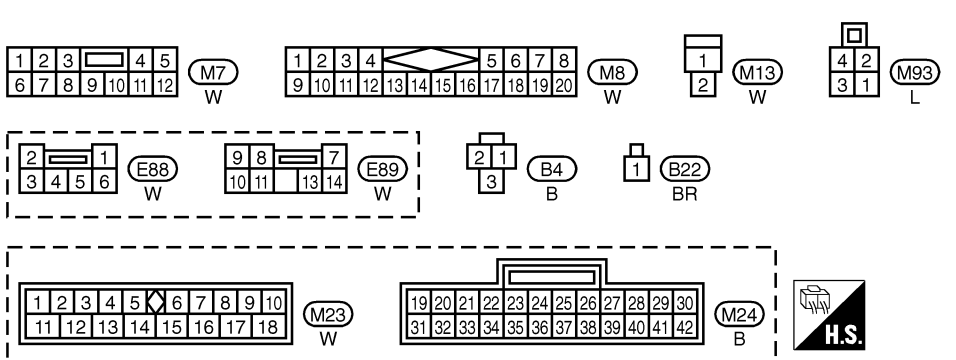 1 2 3 4 5
6 7 8 9 10 11 12
M7
W
1 2 3 4 5 6 7 8
9 10 11 12 13 14 15 16 17 18 19 20
M8
W
1
2
M13
W
4 2
3 1
M93
L
2 1
3 4 5 6
E88
W
9 8 7
10 11 13 14
E89
W
2 1
3
B4
B
1
B22
BR
1 2 3 4 5 6 7 8 9 10
11 12 13 14 15 16 17 18
M23
W
19 20 21 22 23 24 25 26 27 28 29 30
31 32 33 34 35 36 37 38 39 40 41 42
M24
B
H.S.